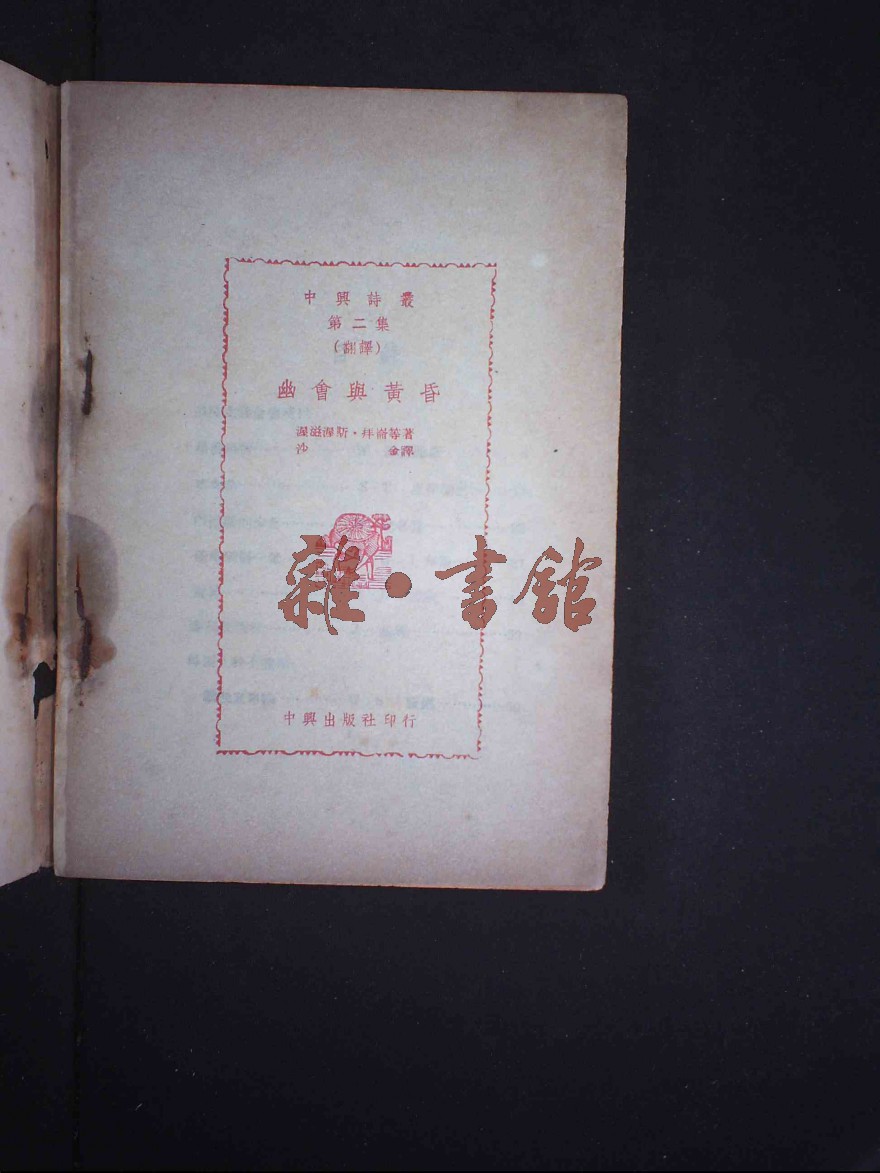 中興詩叢
第二集
(翻譯)
幽會與黃昏
渥滋渥斯·拜崙等著
沙 金譯
雜·書館
中興出版社印行